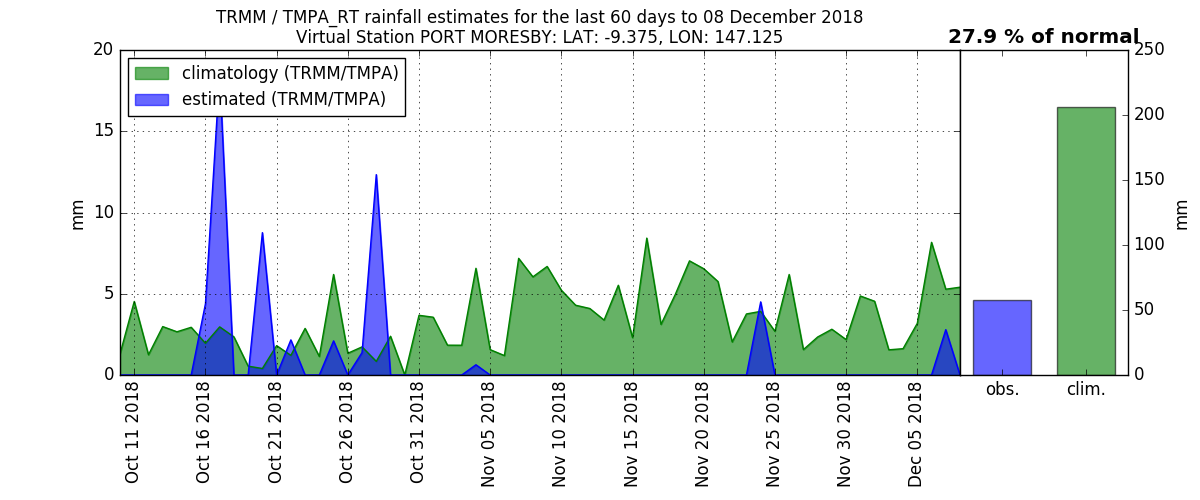 TRMM / TMPA_RT rainfall estimates for the last 60 days to 08 December 2018
Virtual Station PORT MORESBY: LAT: -9.375, LON: 147.125
27.9 % of normal
climatology (TRMM/TMPA)
estimated (TRMM/TMPA)
20
15
10
5
0
mm
250
200
150
100
50
0
mm
Oct 11 2018
Oct 16 2018
Oct 21 2018
Oct 26 2018
Oct 31 2018
Nov 05 2018
Nov 10 2018
Nov 15 2018
Nov 20 2018
Nov 25 2018
Nov 30 2018
Dec 05 2018
obs.
clim.